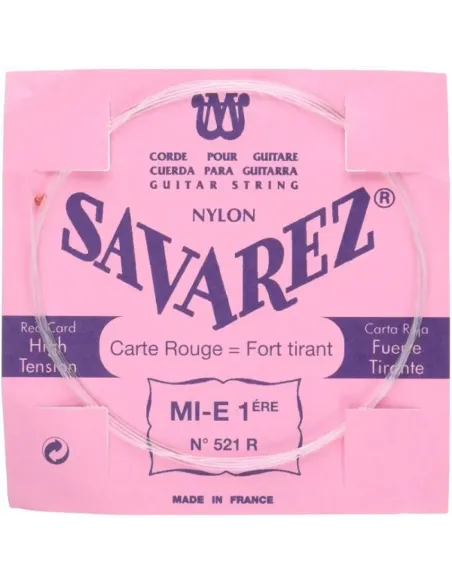 CORDE POUR GUITARE
CUERDA PARA GUITARRA
GUITAR STRING
NYLON
SAVAREZ®
Red Card
High
Tension
Carte Rouge = Fort tirant
Carta Roja
Fuerte
Tirante
MI-E 1ÉRE
N° 521 R
MADE IN FRANCE